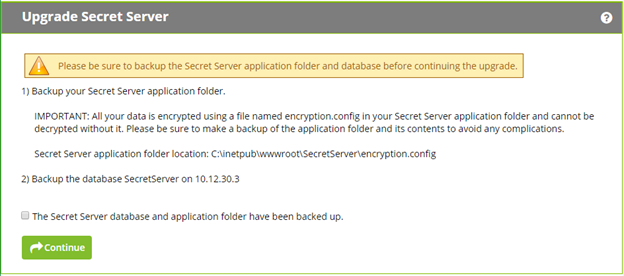 Upgrade Secret Server
?
Please be sure to backup the Secret Server application folder and database before continuing the upgrade.
1) Backup your Secret Server application folder.
IMPORTANT: All your data is encrypted using a file named encryption.config in your Secret Server application folder and cannot be
decrypted without it. Please be sure to make a backup of the application folder and its contents to avoid any complications.
Secret Server application folder location: C:\inetpub\wwwroot\SecretServer\encryption.config
2) Backup the database SecretServer on 10.12.30.3
The Secret Server database and application folder have been backed up.
Continue